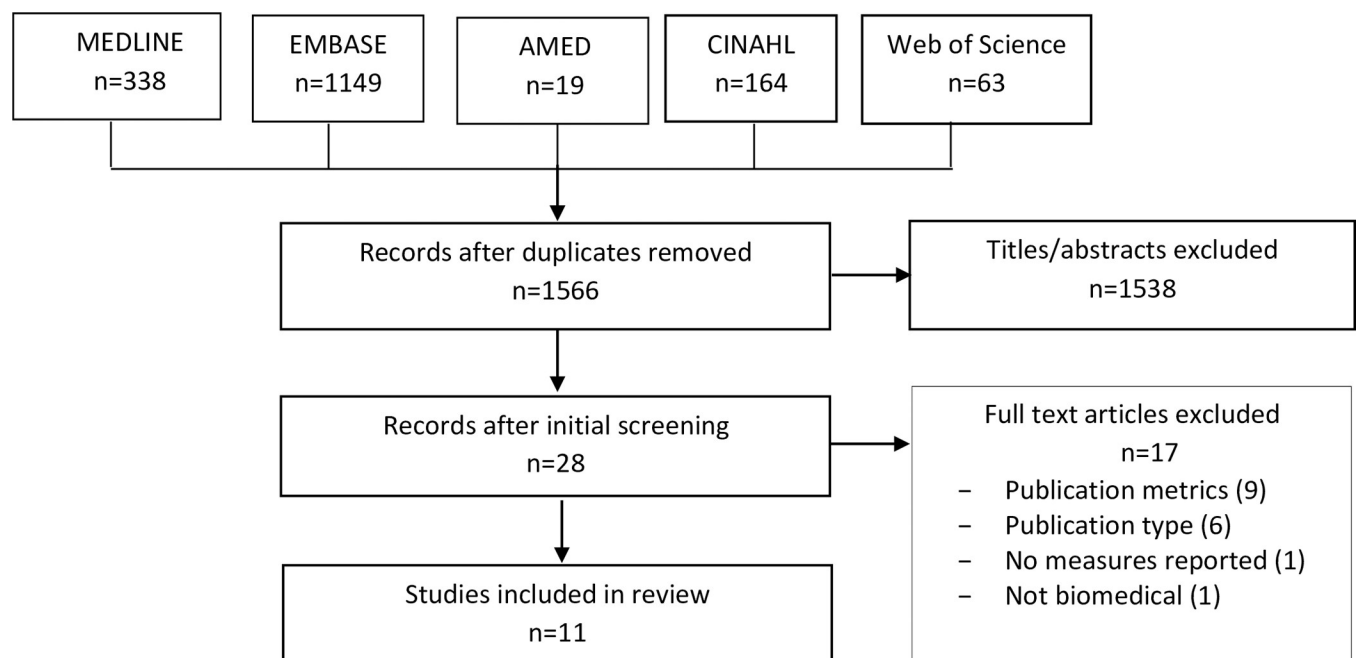 MEDLINE
n=338
EMBASE
n=1149
AMED
n=19
CINAHL
n=164
Web of Science
n=63
Records after duplicates removed
n=1566
Titles/abstracts excluded
n=1538
Records after initial screening
n=28
Full text articles excluded
n=17
− Publication metrics (9)
− Publication type (6)
− No measures reported (1)
− Not biomedical (1)
Studies included in review
n=11